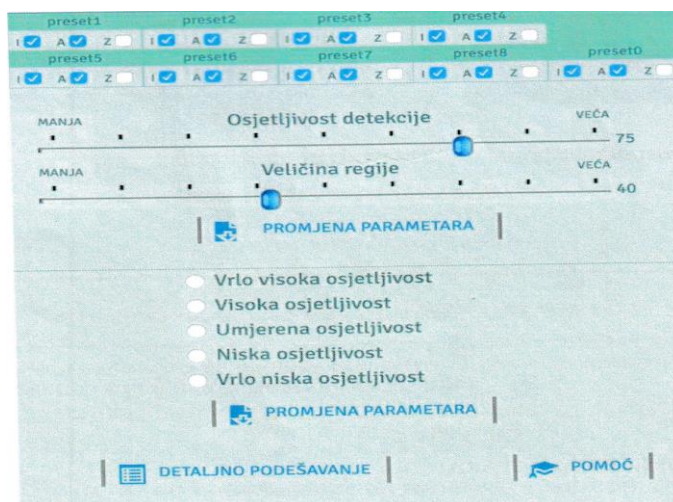 preset1 preset2 preset3 preset4
I A Z I A Z I A Z I A Z
preset5 preset6 preset7 preset8 preset0
I A Z I A Z I A Z I A Z I A Z
Osjetljivost detekcije
MANJA VEĆA
75
Veličina regije
MANJA VEĆA
40
PROMJENA PARAMETARA
Vrlo visoka osjetljivost
Visoka osjetljivost
Umjerena osjetljivost
Niska osjetljivost
Vrlo niska osjetljivost
PROMJENA PARAMETARA
DETALJNO PODEŠAVANJE POMOĆ